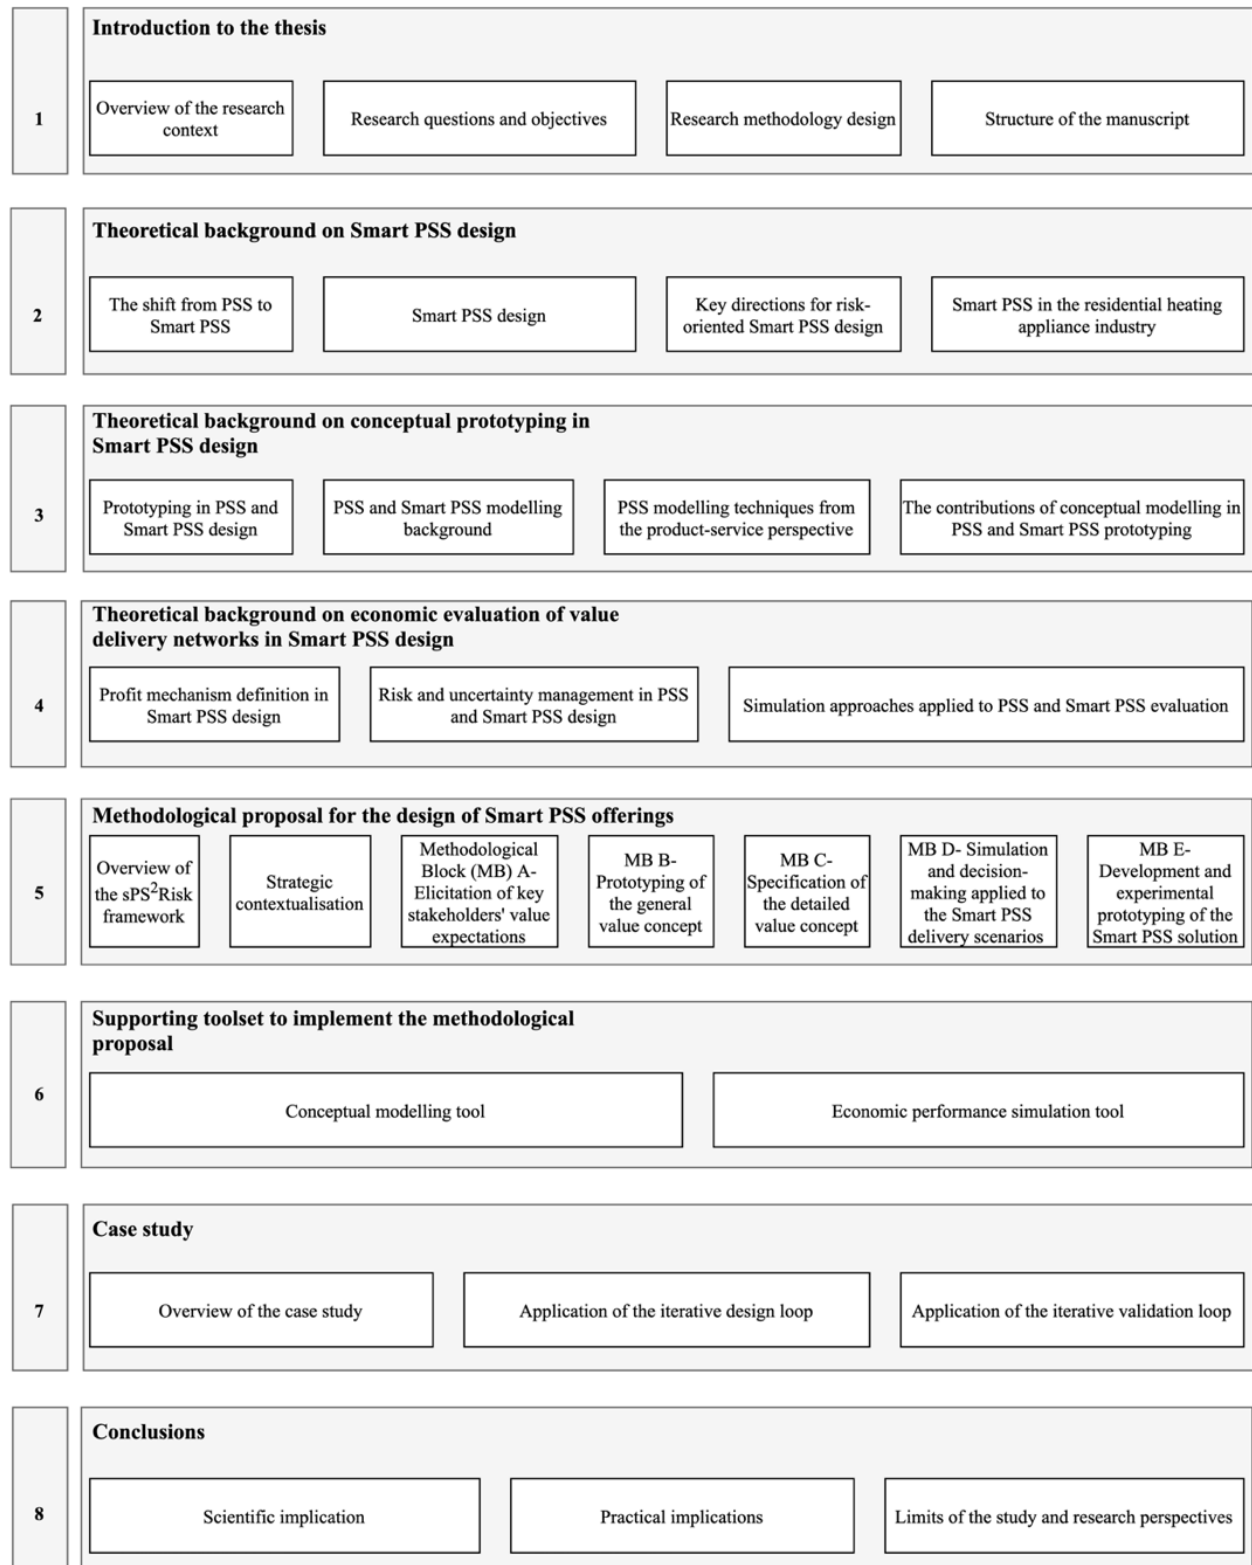 Introduction to the thesis
1
Overview of the research
context
Research questions and objectives
Research methodology design
Structure of the manuscript
Theoretical background on Smart PSS design
2
The shift from PSS to
Smart PSS
Smart PSS design
Key directions for risk-
oriented Smart PSS design
Smart PSS in the residential heating
appliance industry
Theoretical background on conceptual prototyping in
Smart PSS design
3
Prototyping in PSS and
Smart PSS design
PSS and Smart PSS modelling
background
PSS modelling techniques from
the product-service perspective
The contributions of conceptual modelling in
PSS and Smart PSS prototyping
Theoretical background on economic evaluation of value
delivery networks in Smart PSS design
4
Profit mechanism definition in
Smart PSS design
Risk and uncertainty management in PSS
and Smart PSS design
Simulation approaches applied to PSS and Smart PSS evaluation
Methodological proposal for the design of Smart PSS offerings
5
Overview of
the sPS²Risk
framework
Strategic
contextualisation
Methodological
Block (MB) A-
Elicitation of key
stakeholders' value
expectations
MB B-
Prototyping of
the general
value concept
MB C-
Specification of
the detailed
value concept
MB D- Simulation
and decision-
making applied to
the Smart PSS
delivery scenarios
MB E-
Development and
experimental
prototyping of the
Smart PSS solution
Supporting toolset to implement the methodological
proposal
6
Conceptual modelling tool
Economic performance simulation tool
Case study
7
Overview of the case study
Application of the iterative design loop
Application of the iterative validation loop
Conclusions
8
Scientific implication
Practical implications
Limits of the study and research perspectives